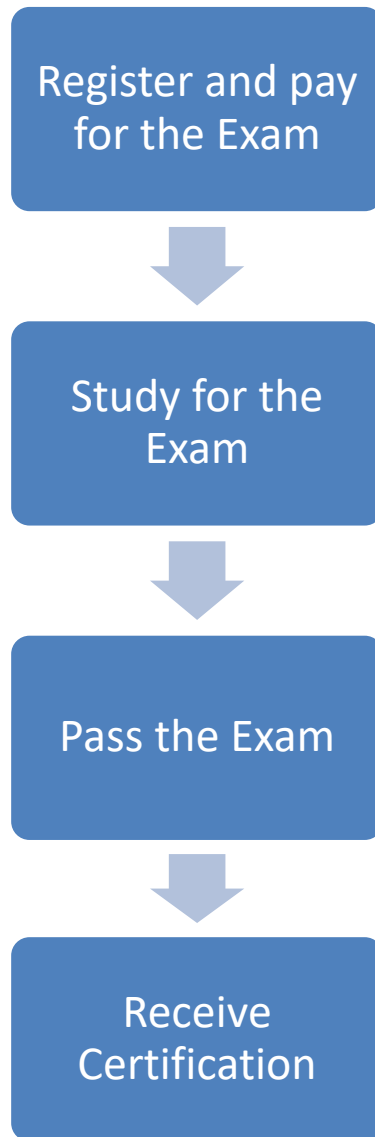 Register and pay
for the Exam
Study for the
Exam
Pass the Exam
Receive
Certification